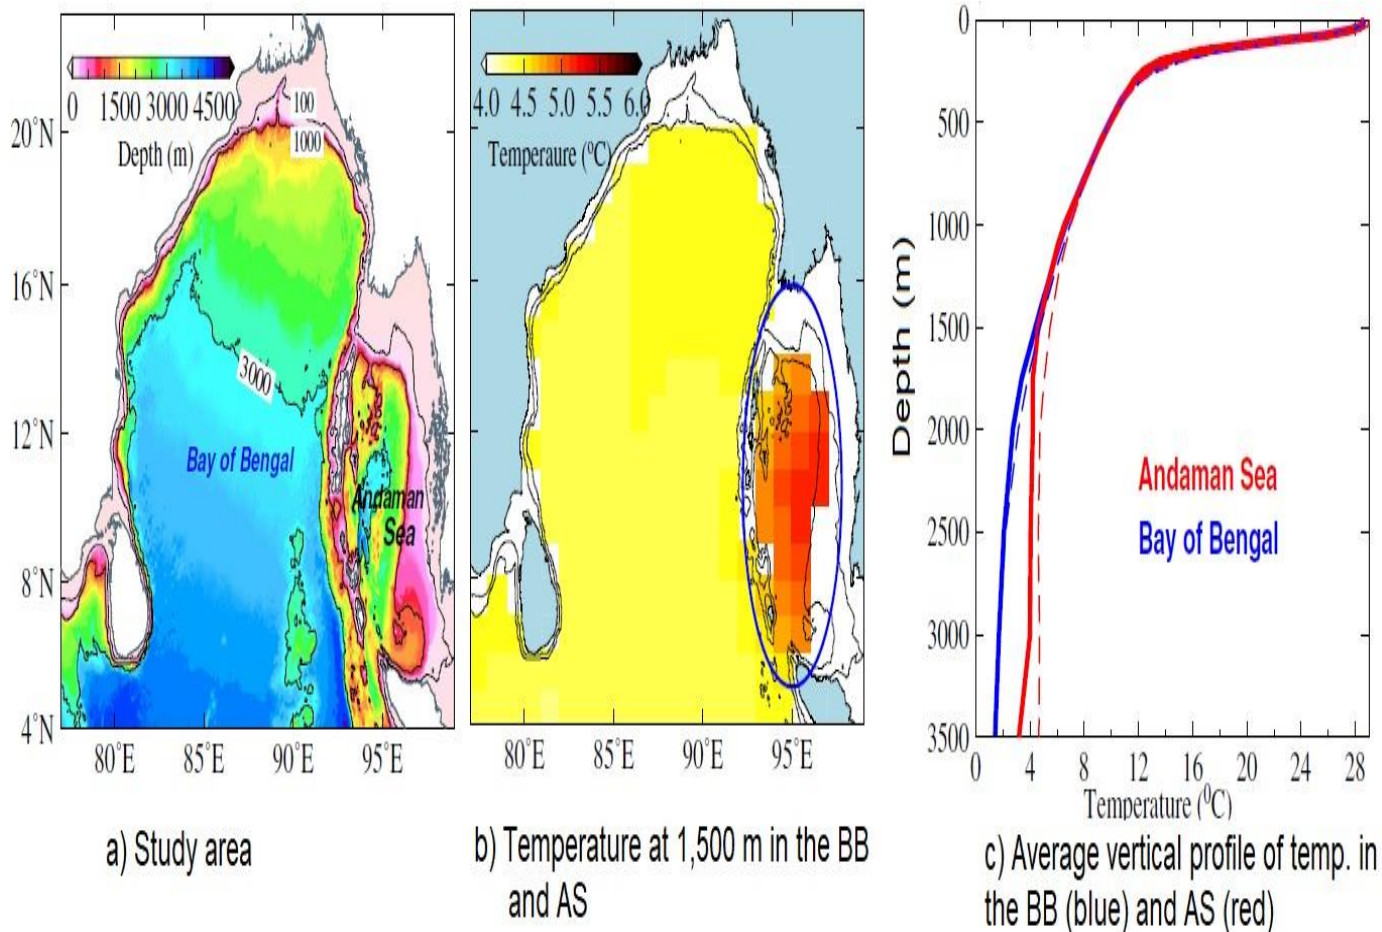 0 1500 3000 4500
Depth (m)
100
1000
3000
Bay of Bengal
Andaman
Sea
20°N
16°N
12°N
8°N
4°N
80°E 85°E 90°E 95°E
a) Study area
4.0 4.5 5.0 5.5 6.0
Temperaure (°C)
80°E 85°E 90°E 95°E
b) Temperature at 1,500 m in the BB
and AS
0
500
1000
1500
2000
2500
3000
3500
Depth (m)
Andaman Sea
Bay of Bengal
0 4 8 12 16 20 24 28
Temperature (⁰C)
c) Average vertical profile of temp. in
the BB (blue) and AS (red)